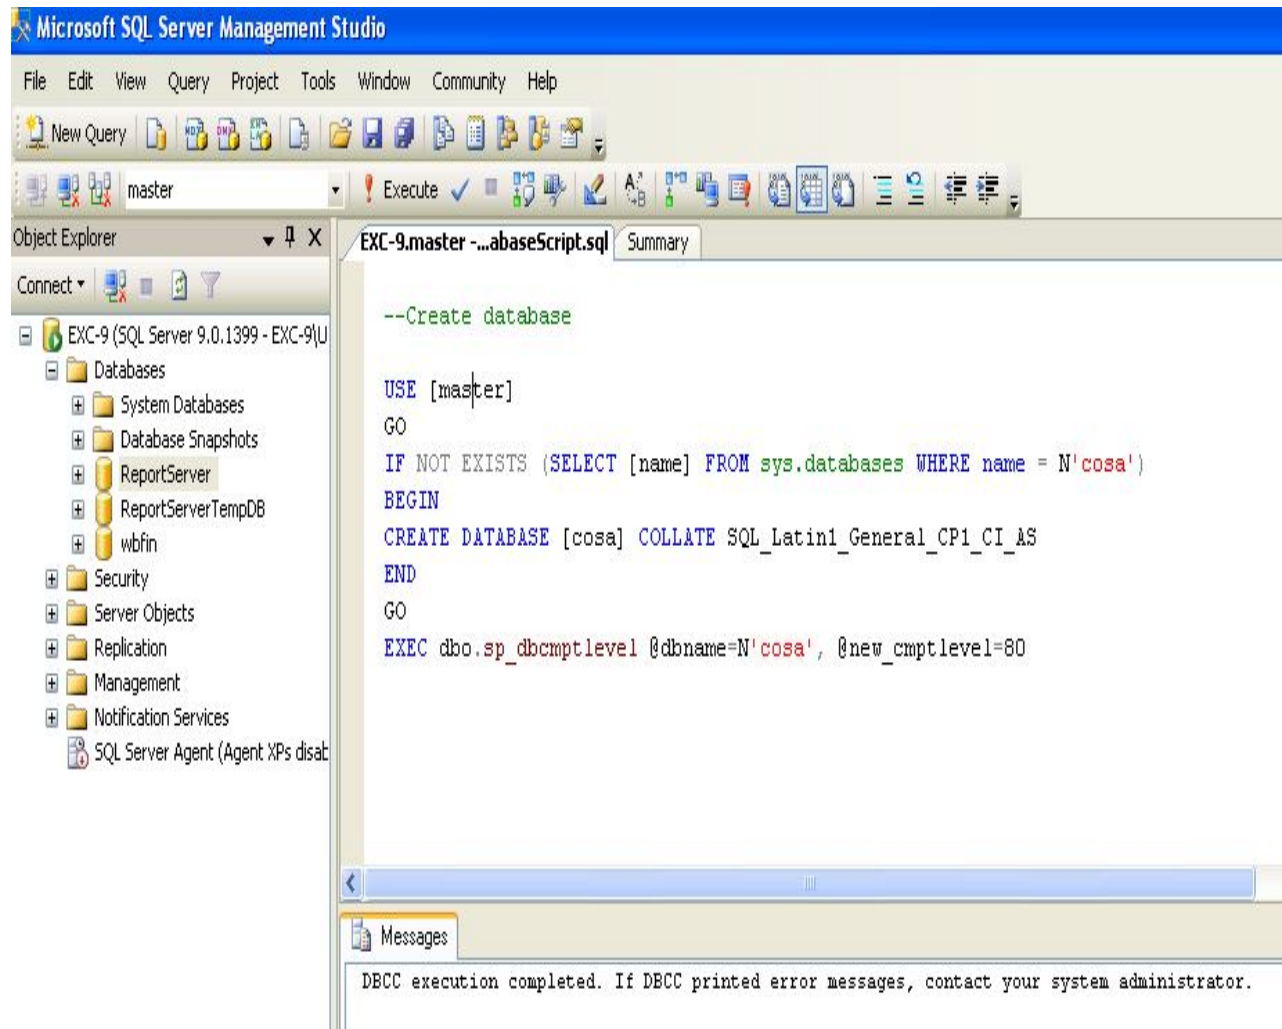 Microsoft SQL Server Management Studio
File Edit View Query Project Tools Window Community Help
New Query
master Execute
Object Explorer
EXC-9.master -...abaseScript.sql Summary
Connect
--Create database
EXC-9 (SQL Server 9.0.1399 - EXC-9\U
Databases
System Databases
Database Snapshots
ReportServer
ReportServerTempDB
wbfin
Security
Server Objects
Replication
Management
Notification Services
SQL Server Agent (Agent XPs disab
USE [master]
GO
IF NOT EXISTS (SELECT [name] FROM sys.databases WHERE name = N'cosa')
BEGIN
CREATE DATABASE [cosa] COLLATE SQL_Latin1_General_CP1_CI_AS
END
GO
EXEC dbo.sp_dbcmptlevel @dbname=N'cosa', @new_cmptlevel=80
Messages
DBCC execution completed. If DBCC printed error messages, contact your system administrator.